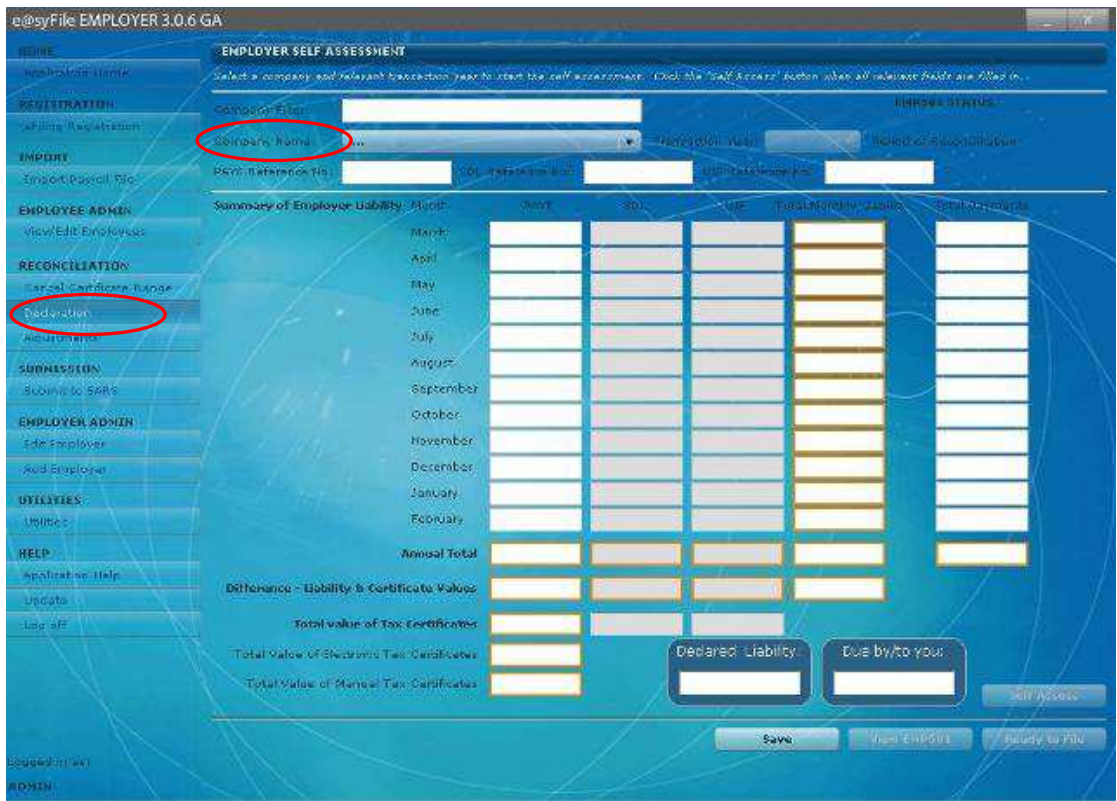 e@syFile EMPLOYER 3.0.6 GA
HOME
Application Home
REGISTRATION
Registration
IMPORT
Import Payroll File
EMPLOYEE ADMIN
View/Edit Employees
RECONCILIATION
Cancel Certificate Range
Declaration
Adjustments
SUBMISSION
Submit to SARS
EMPLOYER ADMIN
Edit Employer
Add Employer
UTILITIES
Utilities
HELP
Application Help
Update
Log off
Logged in as:
ADMIN
EMPLOYER SELF ASSESSMENT
Select a company and relevant transaction year to start the self assessment. Click the 'Self Assess' button when all relevant fields are filled in...
Company Filter: EMP501 STATUS:
Company Name: ... Transaction Year: Period of Reconciliation
PAYE Reference No: SDL Reference No: UIF Reference No:
Summary of Employer Liability Month PAYE SDL UIF Total Monthly Liability Total Payments
March
April
May
June
July
August
September
October
November
December
January
February
Annual Total
Difference - Liability & Certificate Values
Total value of Tax Certificates
Total Value of Electronic Tax Certificates
Total Value of Manual Tax Certificates
Declared Liability: Due by/to you:
Self Assess
Save View EMP501 Ready to File